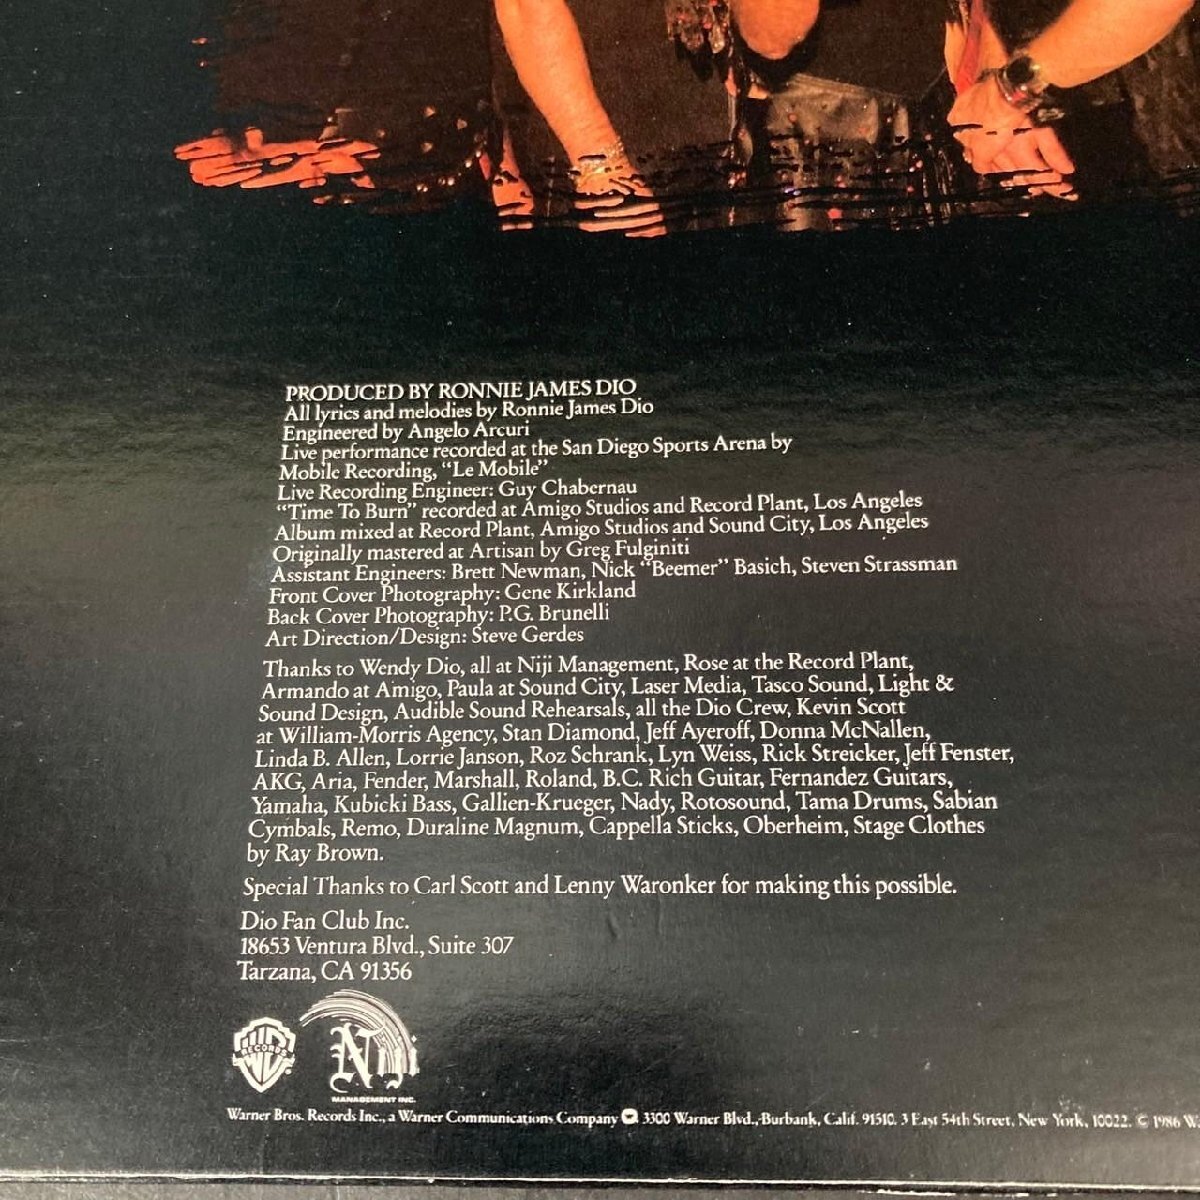 PRODUCED BY RONNIE JAMES DIO
All lyrics and melodies by Ronnie James Dio
Engineered by Angelo Arcuri
Live performance recorded at the San Diego Sports Arena by
Mobile Recording, “Le Mobile”
Live Recording Engineer: Guy Chabernau
“Time To Burn” recorded at Amigo Studios and Record Plant, Los Angeles
Album mixed at Record Plant, Amigo Studios and Sound City, Los Angeles
Originally mastered at Artisan by Greg Fulginiti
Assistant Engineers: Brett Newman, Nick “Beemer” Basich, Steven Strassman
Front Cover Photography: Gene Kirkland
Back Cover Photography: P.G. Brunelli
Art Direction/Design: Steve Gerdes
Thanks to Wendy Dio, all at Niji Management, Rose at the Record Plant,
Armando at Amigo, Paula at Sound City, Laser Media, Tasco Sound, Light &
Sound Design, Audible Sound Rehearsals, all the Dio Crew, Kevin Scott
at William-Morris Agency, Stan Diamond, Jeff Ayeroff, Donna McNallen,
Linda B. Allen, Lorrie Janson, Roz Schrank, Lyn Weiss, Rick Streicker, Jeff Fenster,
AKG, Aria, Fender, Marshall, Roland, B.C. Rich Guitar, Fernandez Guitars,
Yamaha, Kubicki Bass, Gallien-Krueger, Nady, Rotosound, Tama Drums, Sabian
Cymbals, Remo, Duraline Magnum, Cappella Sticks, Oberheim, Stage Clothes
by Ray Brown.
Special Thanks to Carl Scott and Lenny Waronker for making this possible.
Dio Fan Club Inc.
18653 Ventura Blvd., Suite 307
Tarzana, CA 91356
WB RECORDS
Niji
MANAGEMENT INC.
Warner Bros. Records Inc., a Warner Communications Company 3300 Warner Blvd., Burbank, Calif. 91510. 3 East 54th Street, New York, 10022. © 1986 W